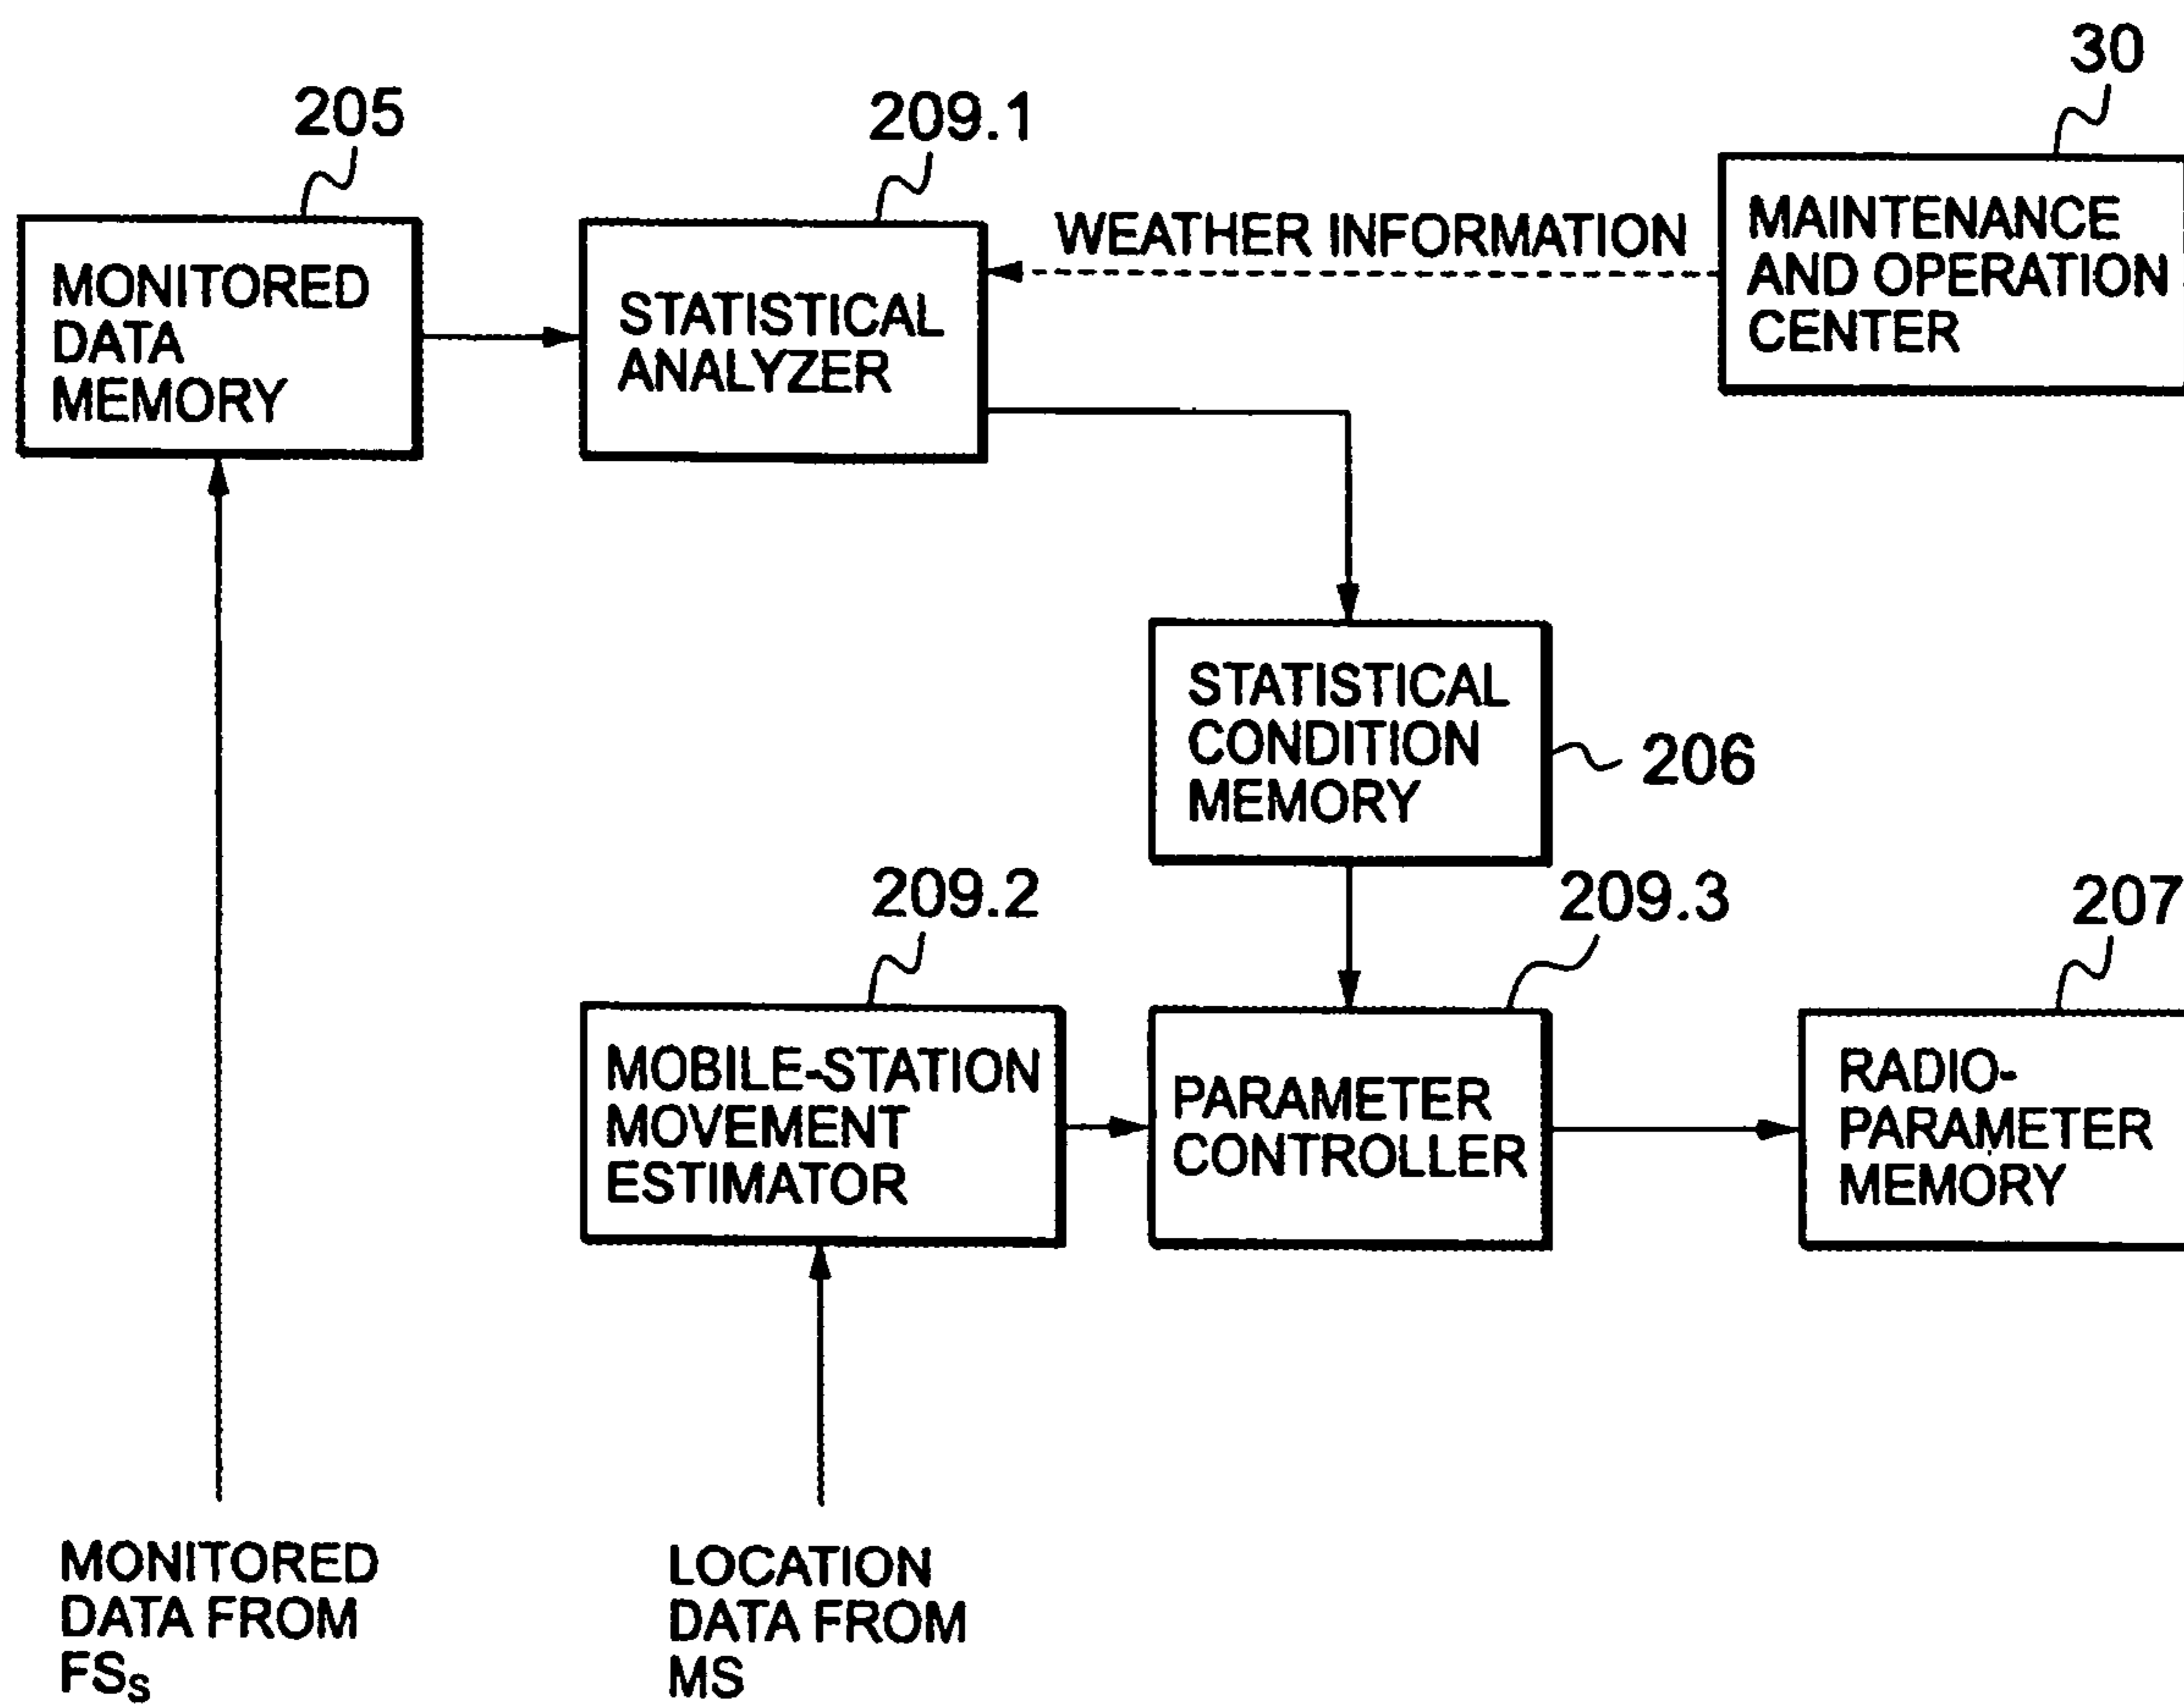 30
205
209.1
MONITORED
DATA
MEMORY
STATISTICAL
ANALYZER
WEATHER INFORMATION
MAINTENANCE
AND OPERATION
CENTER
STATISTICAL
CONDITION
MEMORY
206
209.2
209.3
207
MOBILE-STATION
MOVEMENT
ESTIMATOR
PARAMETER
CONTROLLER
RADIO-
PARAMETER
MEMORY
MONITORED
DATA FROM
FSs
LOCATION
DATA FROM
MS